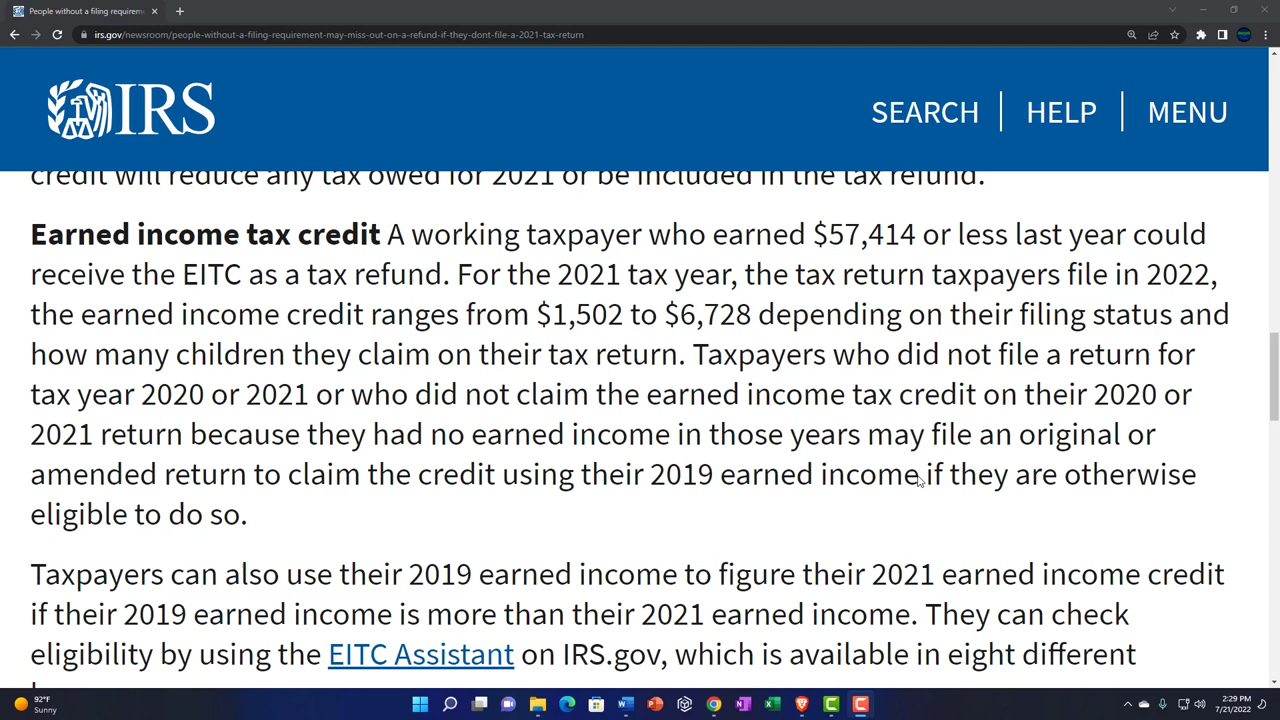 People without a filing requirem
irs.gov/newsroom/people-without-a-filing-requirement-may-miss-out-on-a-refund-if-they-dont-file-a-2021-tax-return
IRS
SEARCH
HELP
MENU
credit will reduce any tax owed for 2021 or be included in the tax refund.
Earned income tax credit A working taxpayer who earned $57,414 or less last year could
receive the EITC as a tax refund. For the 2021 tax year, the tax return taxpayers file in 2022,
the earned income credit ranges from $1,502 to $6,728 depending on their filing status and
how many children they claim on their tax return. Taxpayers who did not file a return for
tax year 2020 or 2021 or who did not claim the earned income tax credit on their 2020 or
2021 return because they had no earned income in those years may file an original or
amended return to claim the credit using their 2019 earned income if they are otherwise
eligible to do so.
Taxpayers can also use their 2019 earned income to figure their 2021 earned income credit
if their 2019 earned income is more than their 2021 earned income. They can check
eligibility by using the EITC Assistant on IRS.gov, which is available in eight different
92°F
Sunny
2:29 PM
7/21/2022